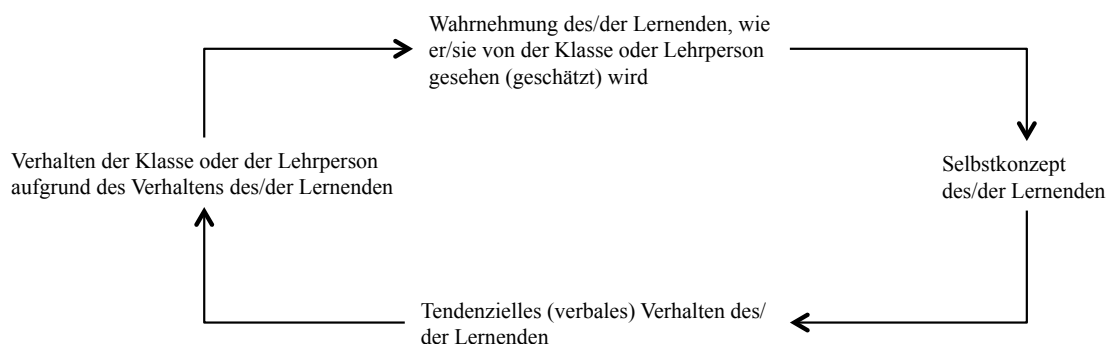 Wahrnehmung des/der Lernenden, wie
er/sie von der Klasse oder Lehrperson
gesehen (geschätzt) wird
Verhalten der Klasse oder der Lehrperson
aufgrund des Verhaltens des/der Lernenden
Selbstkonzept
des/der Lernenden
Tendenzielles (verbales) Verhalten des/
der Lernenden